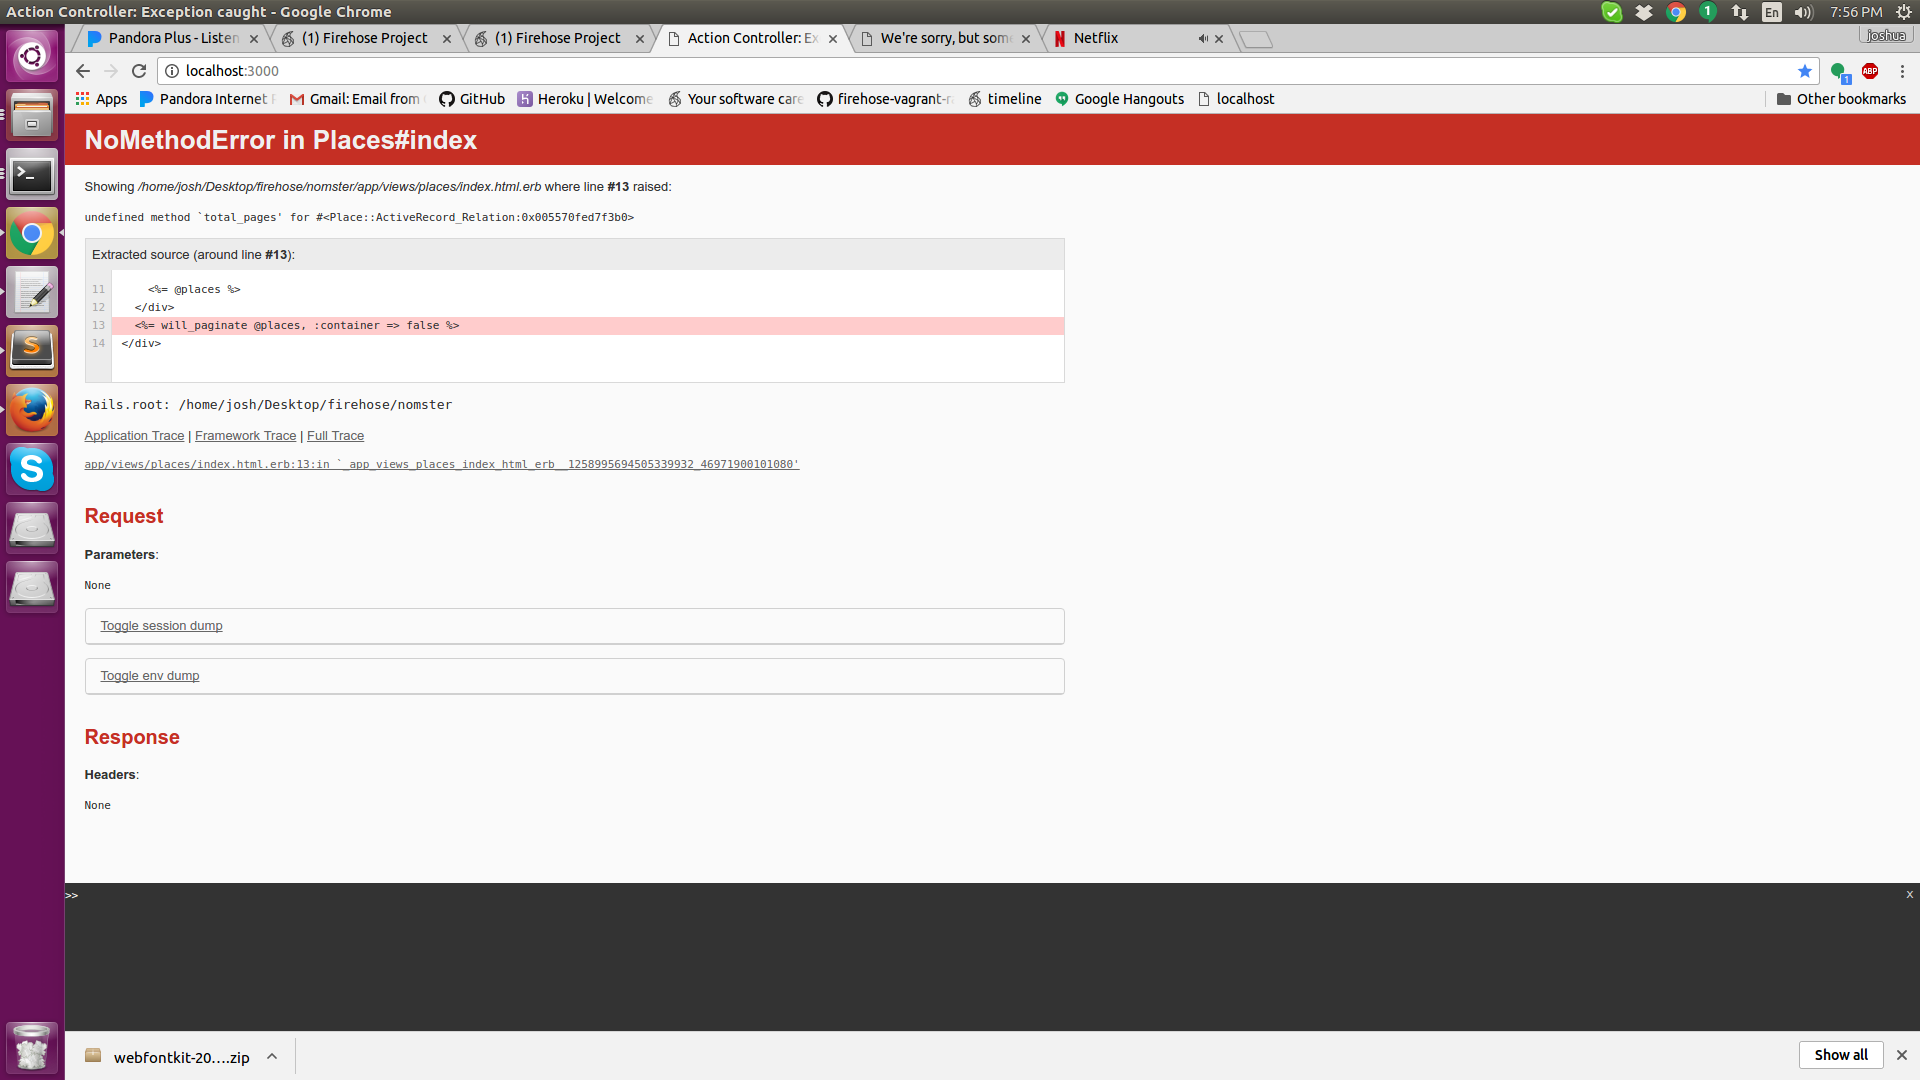 Action Controller: Exception caught - Google Chrome
1
En
7:56 PM
Pandora Plus - Listen
(1) Firehose Project
(1) Firehose Project
Action Controller: Ex
We're sorry, but som
Netflix
joshua
localhost:3000
1
ABP
Apps
Pandora Internet
Gmail: Email from
GitHub
Heroku | Welcome
Your software care
firehose-vagrant-ra
timeline
Google Hangouts
localhost
Other bookmarks
NoMethodError in Places#index
Showing /home/josh/Desktop/firehose/nomster/app/views/places/index.html.erb where line #13 raised:
undefined method `total_pages' for #<Place::ActiveRecord_Relation:0x005570fed7f3b0>
Extracted source (around line #13):
11 <%= @places %>
12 </div>
13 <%= will_paginate @places, :container => false %>
14 </div>
Rails.root: /home/josh/Desktop/firehose/nomster
Application Trace | Framework Trace | Full Trace
app/views/places/index.html.erb:13:in `_app_views_places_index_html_erb__1258995694505339932_46971900101080'
Request
Parameters:
None
Toggle session dump
Toggle env dump
Response
Headers:
None
>>
x
webfontkit-20....zip
Show all